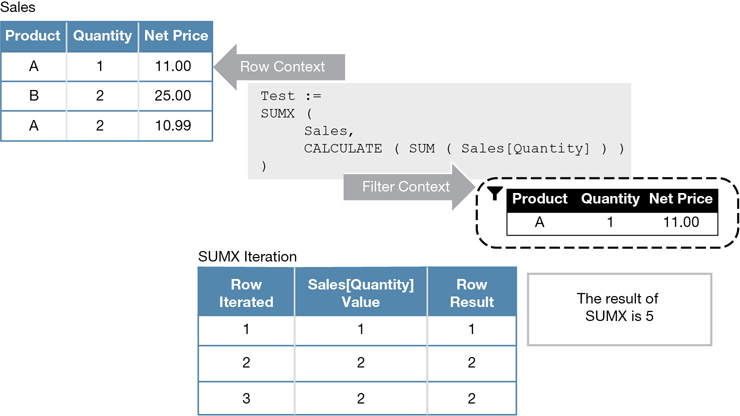 Sales
Product Quantity Net Price
A 1 11.00
B 2 25.00
A 2 10.99
Row Context
Test :=
SUMX (
Sales,
CALCULATE ( SUM ( Sales[Quantity] ) )
)
Filter Context
Product Quantity Net Price
A 1 11.00
SUMX Iteration
Row Iterated Sales[Quantity] Value Row Result
1 1 1
2 2 2
3 2 2
The result of
SUMX is 5